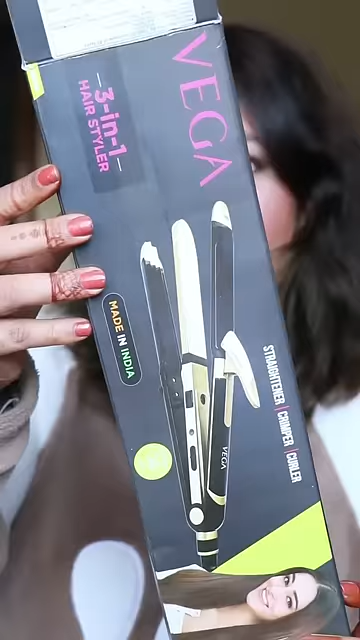 VEGA
3-in-1
HAIR STYLER
MADE IN INDIA
STRAIGHTENER | CRIMPER | CURLER
VEGA